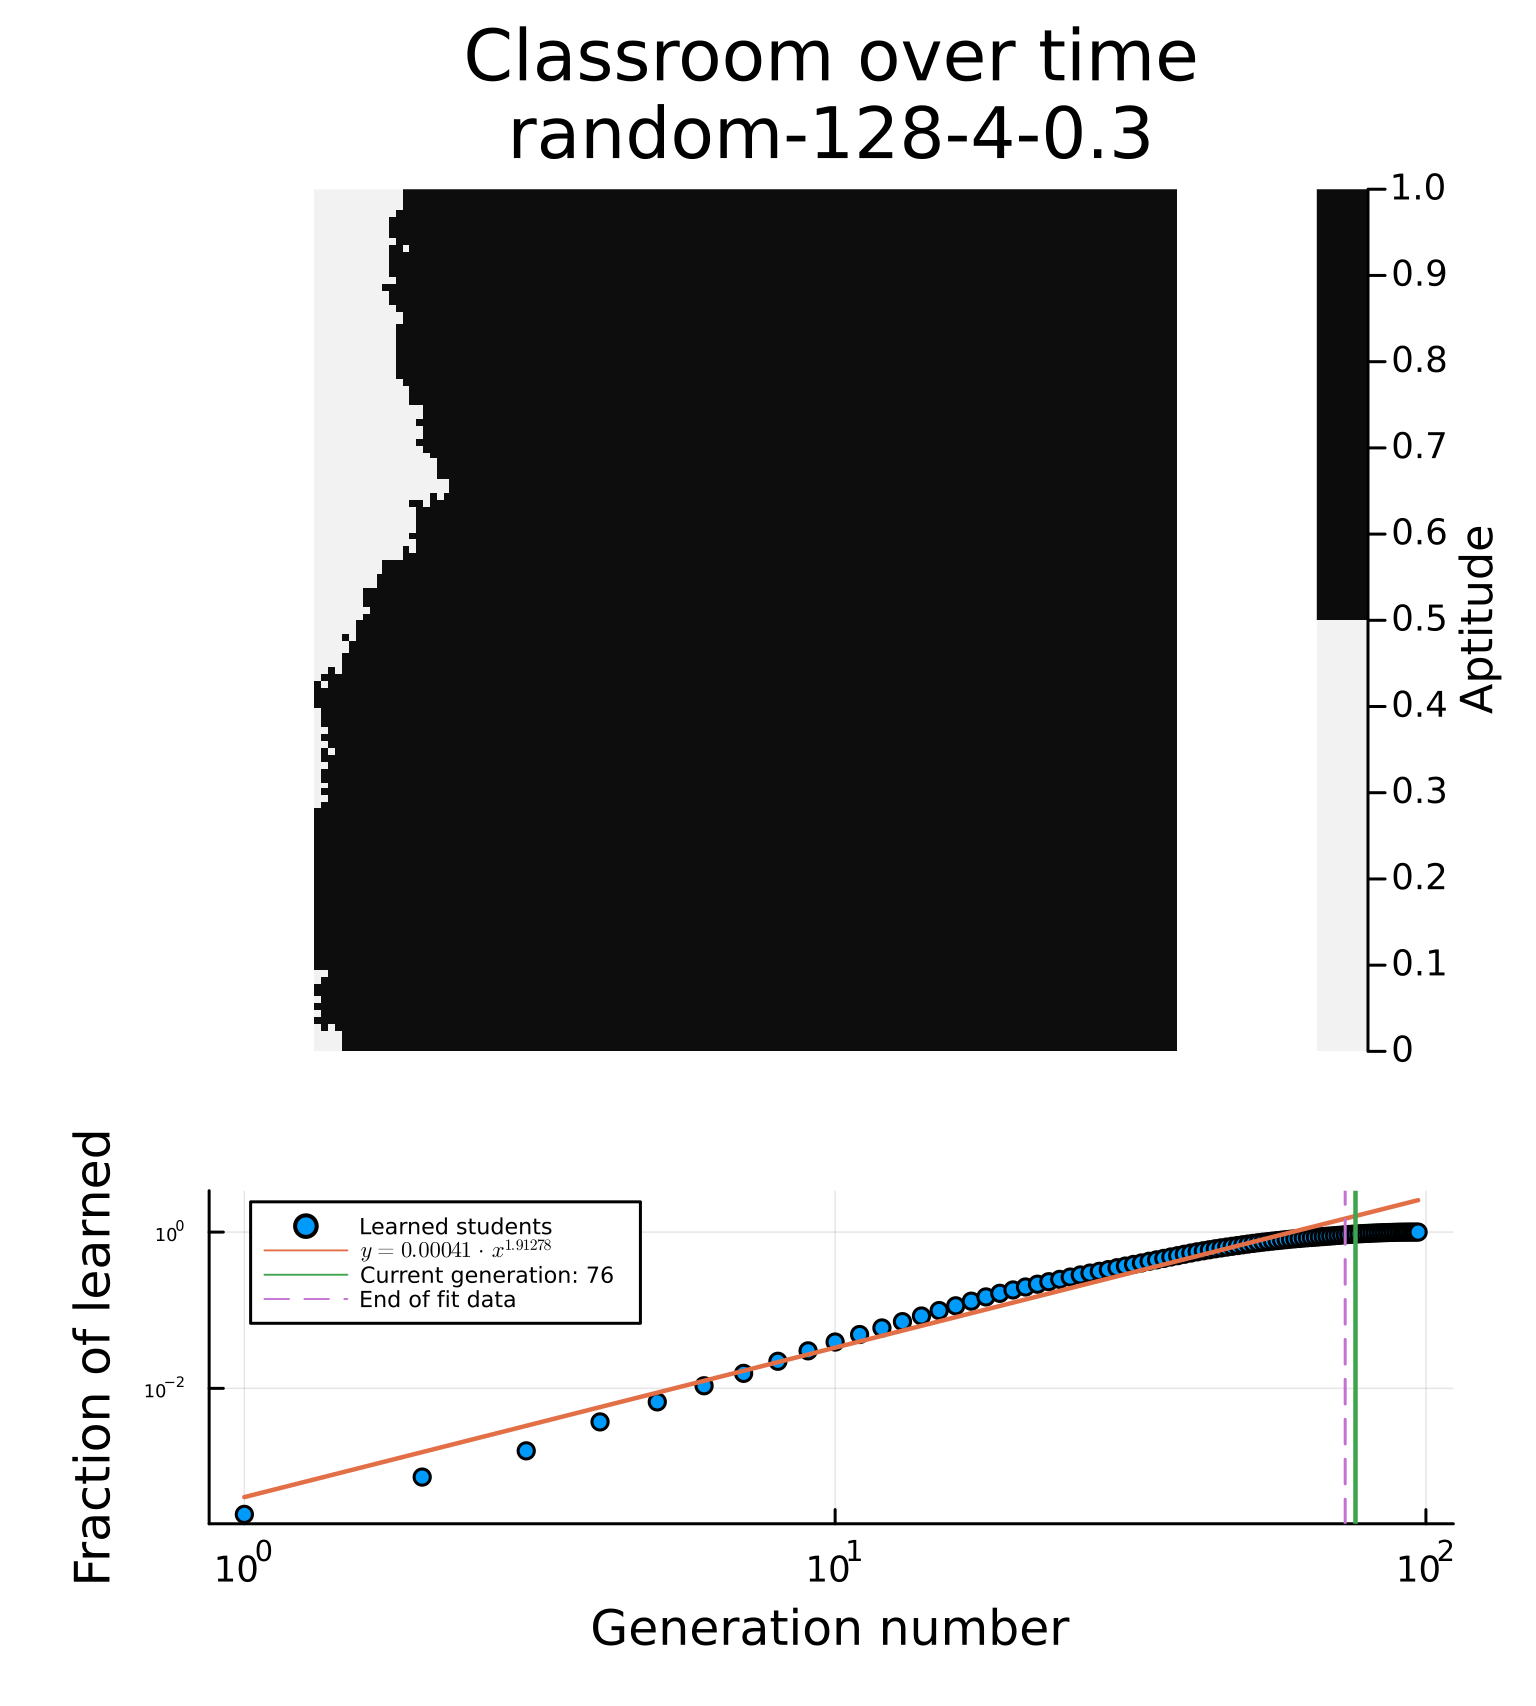 Classroom over time
random-128-4-0.3
1.0
0.9
0.8
0.7
0.6
0.5
0.4
0.3
0.2
0.1
0
Aptitude
Fraction of learned
10^0
10^-2
Learned students
y = 0.00041 · x^1.91278
Current generation: 76
End of fit data
10^0
10^1
10^2
Generation number